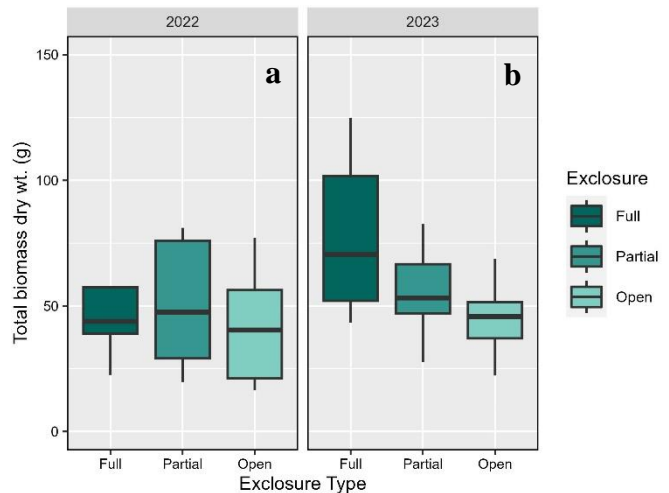 2022
2023
150
a
b
100
50
0
Total biomass dry wt. (g)
Full
Partial
Open
Full
Partial
Open
Exclosure Type
Exclosure
Full
Partial
Open